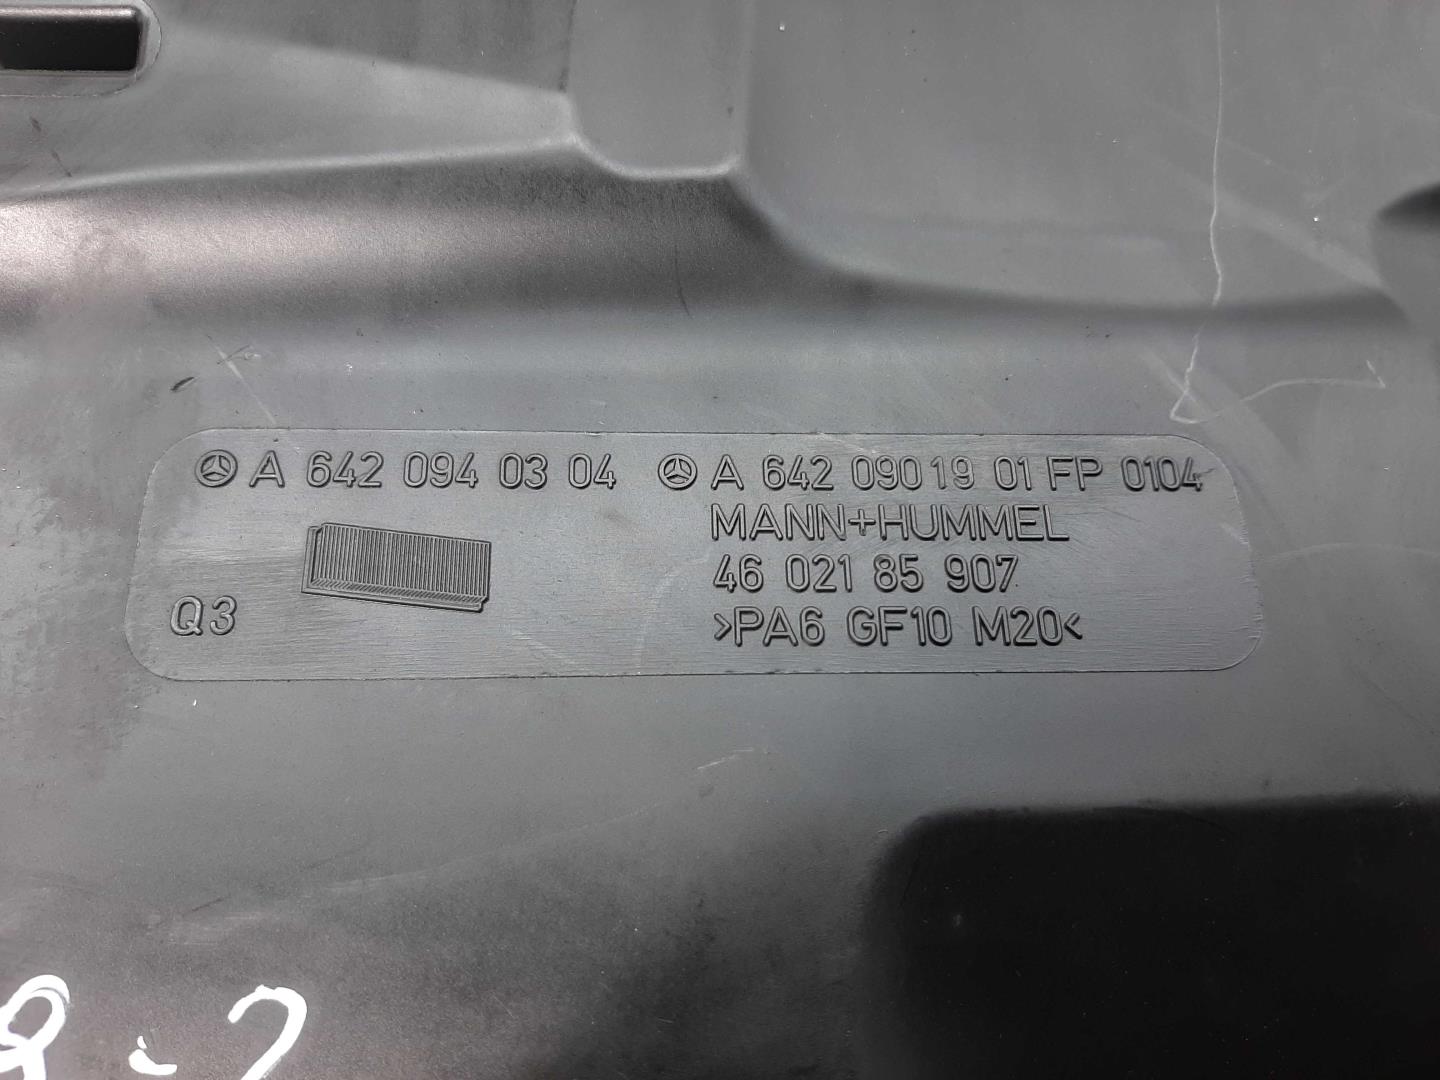 A 642 094 03 04
A 642 090 19 01 FP 0104
MANN+HUMMEL
46 021 85 907
>PA6 GF10 M20<
Q3